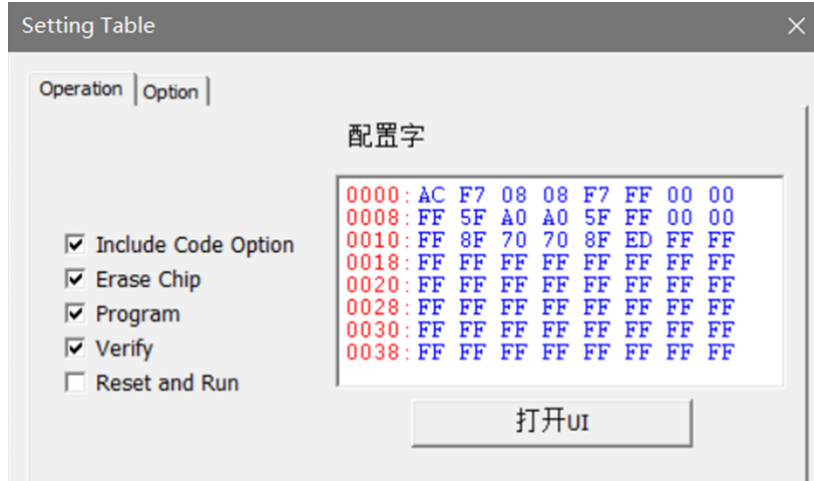 Setting Table
Operation Option
配置字
0000:AC F7 08 08 F7 FF 00 00
0008:FF 5F A0 A0 5F FF 00 00
0010:FF 8F 70 70 8F ED FF FF
0018:FF FF FF FF FF FF FF FF
0020:FF FF FF FF FF FF FF FF
0028:FF FF FF FF FF FF FF FF
0030:FF FF FF FF FF FF FF FF
0038:FF FF FF FF FF FF FF FF
Include Code Option
Erase Chip
Program
Verify
Reset and Run
打开UI